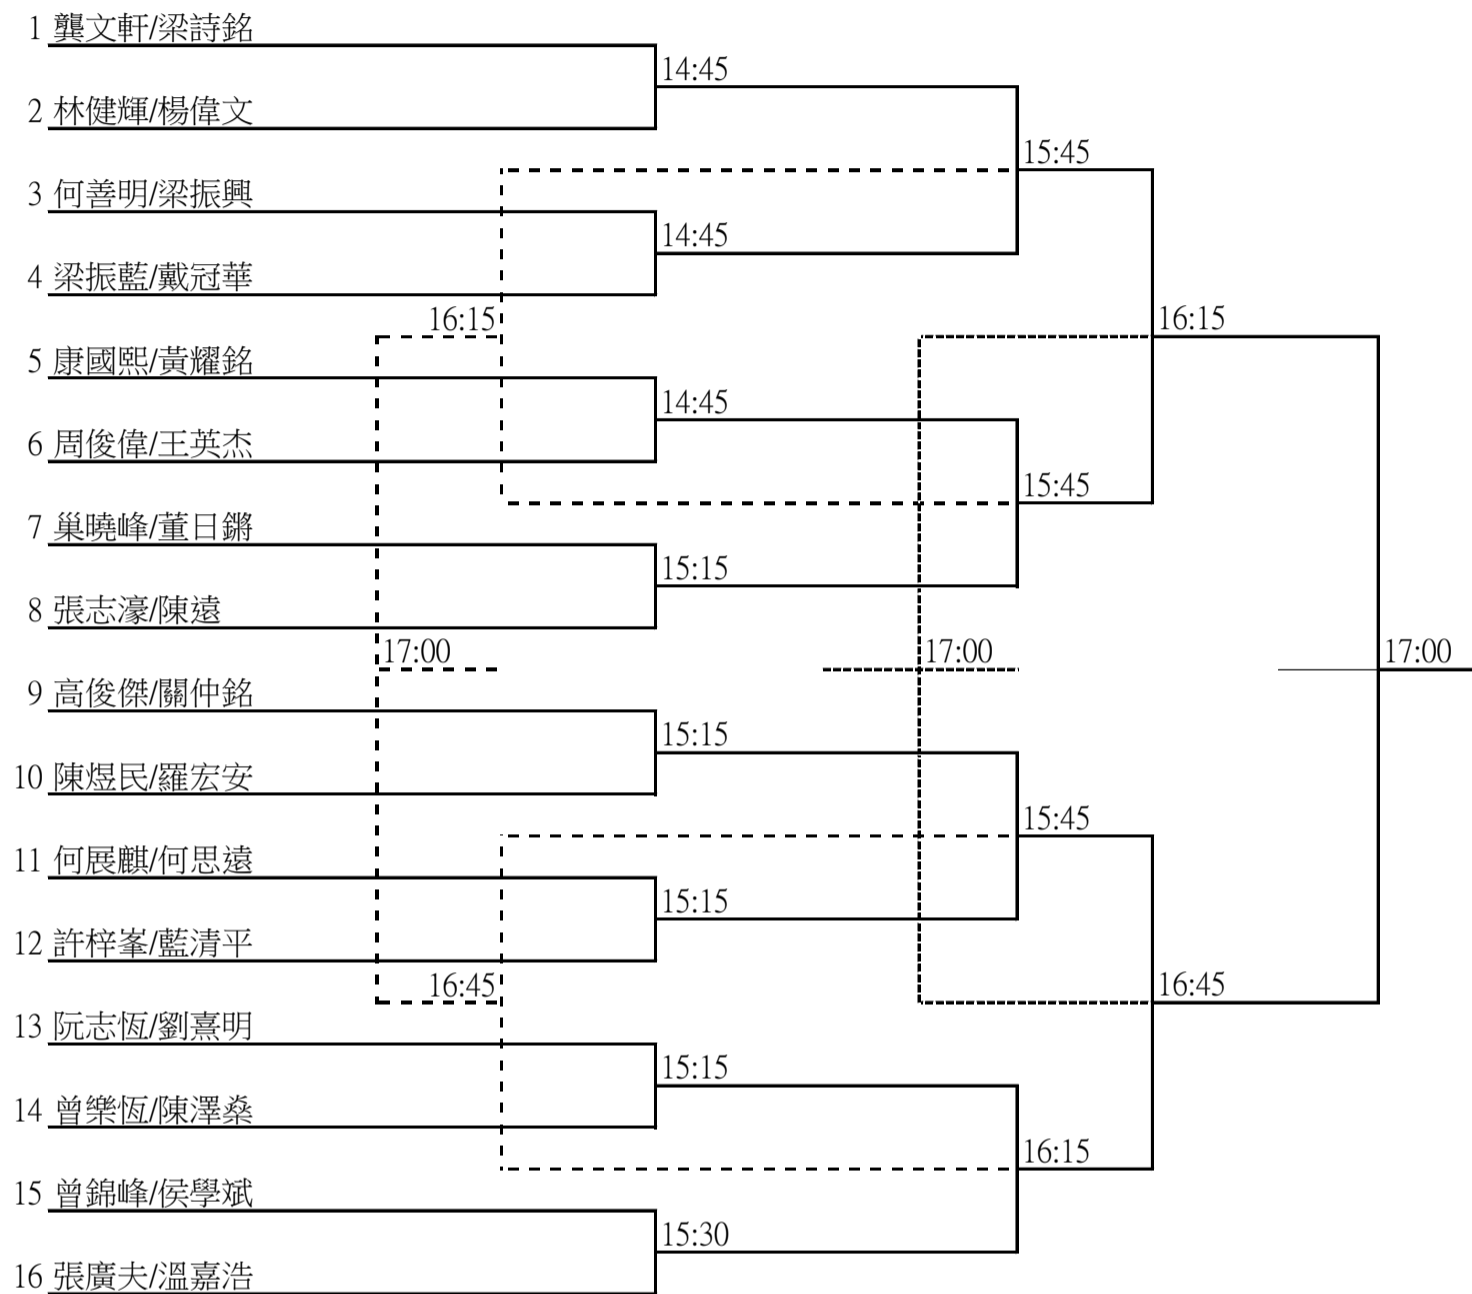 1 龔文軒/梁詩銘
14:45
2 林健輝/楊偉文
15:45
3 何善明/梁振興
14:45
4 梁振藍/戴冠華
16:15
16:15
5 康國熙/黃耀銘
14:45
6 周俊偉/王英杰
15:45
7 巢曉峰/董日鏘
15:15
8 張志濠/陳遠
17:00
17:00
17:00
9 高俊傑/關仲銘
15:15
10 陳煜民/羅宏安
15:45
11 何展麒/何思遠
15:15
12 許梓峯/藍清平
16:45
16:45
13 阮志恆/劉熹明
15:15
14 曾樂恆/陳澤燊
16:15
15 曾錦峰/侯學斌
15:30
16 張廣夫/溫嘉浩